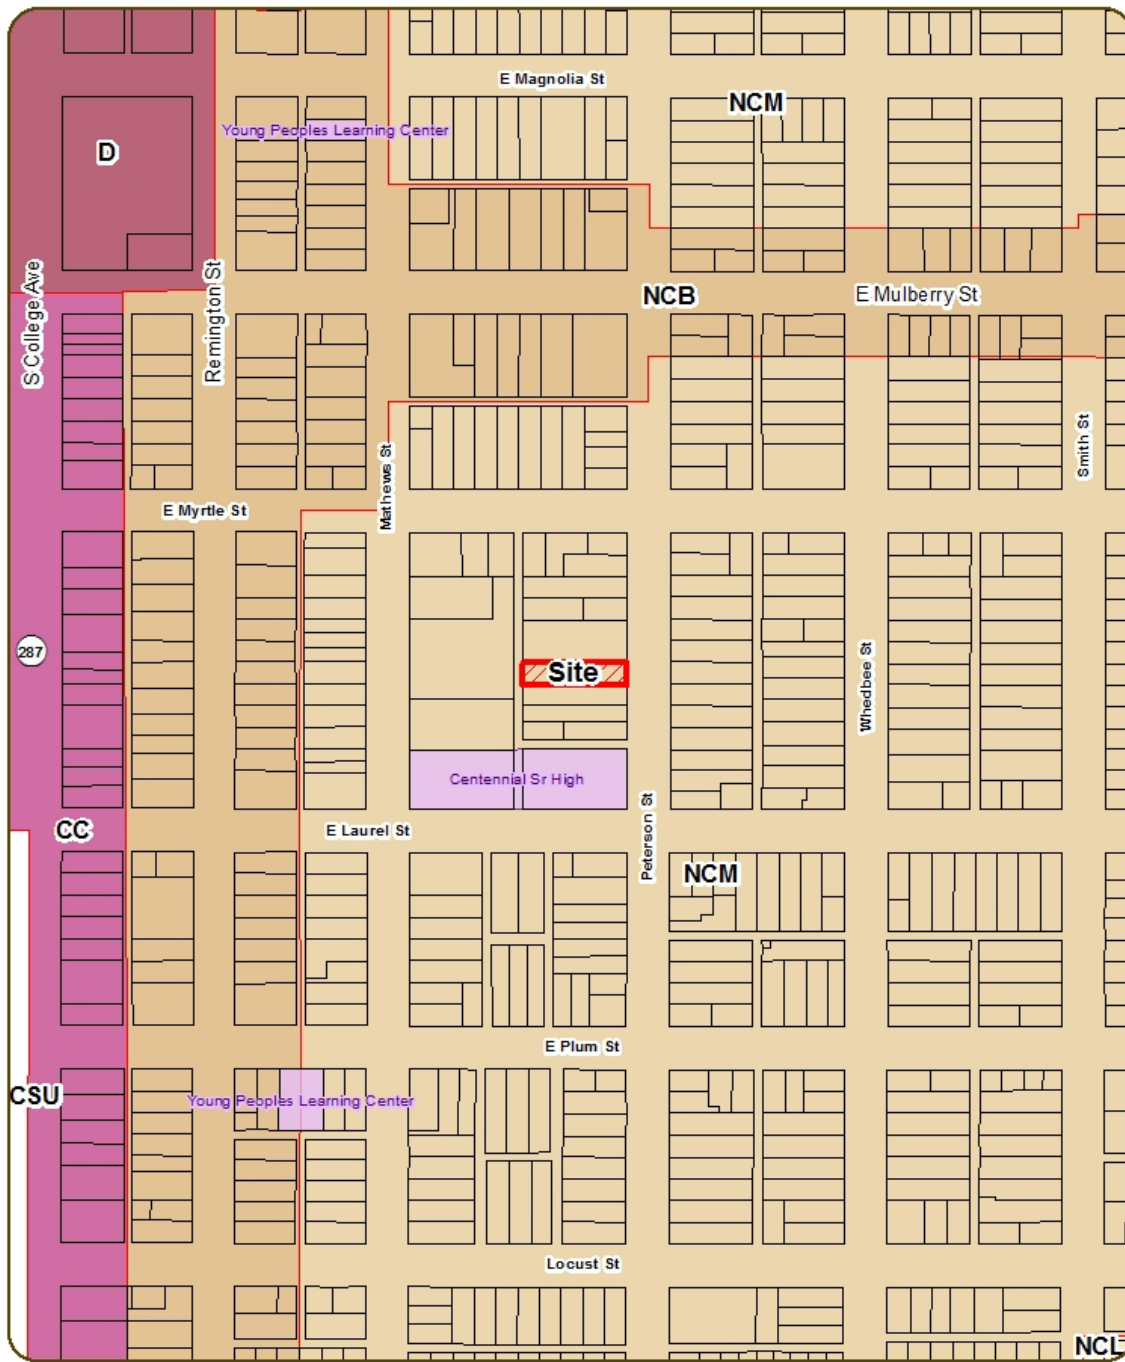 E Magnolia St
NCM
Young Peoples Learning Center
D
S College Ave
Remington St
NCB
E Mulberry St
Mathews St
Smith St
E Myrtle St
287
Site
Whedbee St
Centennial Sr High
Peterson St
CC
E Laurel St
NCM
E Plum St
CSU
Young Peoples Learning Center
Locust St
NCL